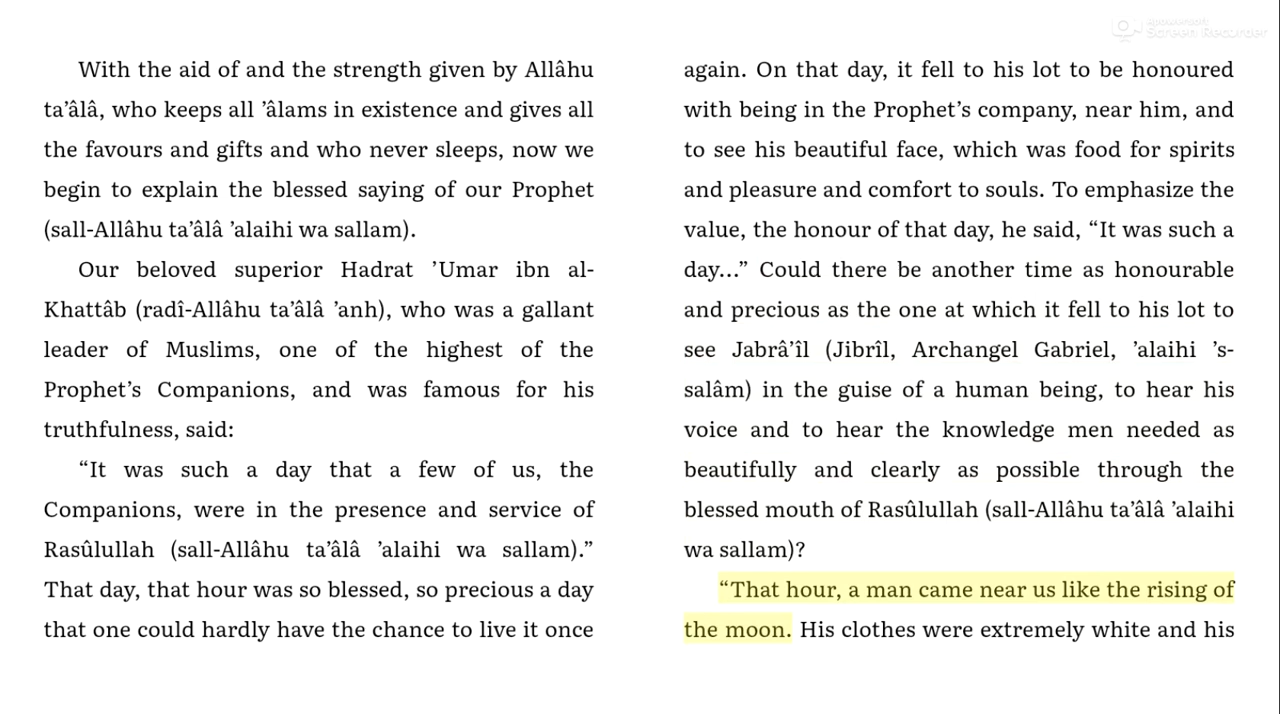 Apowersoft
Screen Recorder
With the aid of and the strength given by Allâhu
ta’âlâ, who keeps all ’âlams in existence and gives all
the favours and gifts and who never sleeps, now we
begin to explain the blessed saying of our Prophet
(sall-Allâhu ta’âlâ ’alaihi wa sallam).
Our beloved superior Hadrat ’Umar ibn al-
Khattâb (radî-Allâhu ta’âlâ ’anh), who was a gallant
leader of Muslims, one of the highest of the
Prophet’s Companions, and was famous for his
truthfulness, said:
“It was such a day that a few of us, the
Companions, were in the presence and service of
Rasûlullah (sall-Allâhu ta’âlâ ’alaihi wa sallam).”
That day, that hour was so blessed, so precious a day
that one could hardly have the chance to live it once
again. On that day, it fell to his lot to be honoured
with being in the Prophet’s company, near him, and
to see his beautiful face, which was food for spirits
and pleasure and comfort to souls. To emphasize the
value, the honour of that day, he said, “It was such a
day...” Could there be another time as honourable
and precious as the one at which it fell to his lot to
see Jabrâ’îl (Jibrîl, Archangel Gabriel, ’alaihi ’s-
salâm) in the guise of a human being, to hear his
voice and to hear the knowledge men needed as
beautifully and clearly as possible through the
blessed mouth of Rasûlullah (sall-Allâhu ta’âlâ ’alaihi
wa sallam)?
“That hour, a man came near us like the rising of
the moon. His clothes were extremely white and his